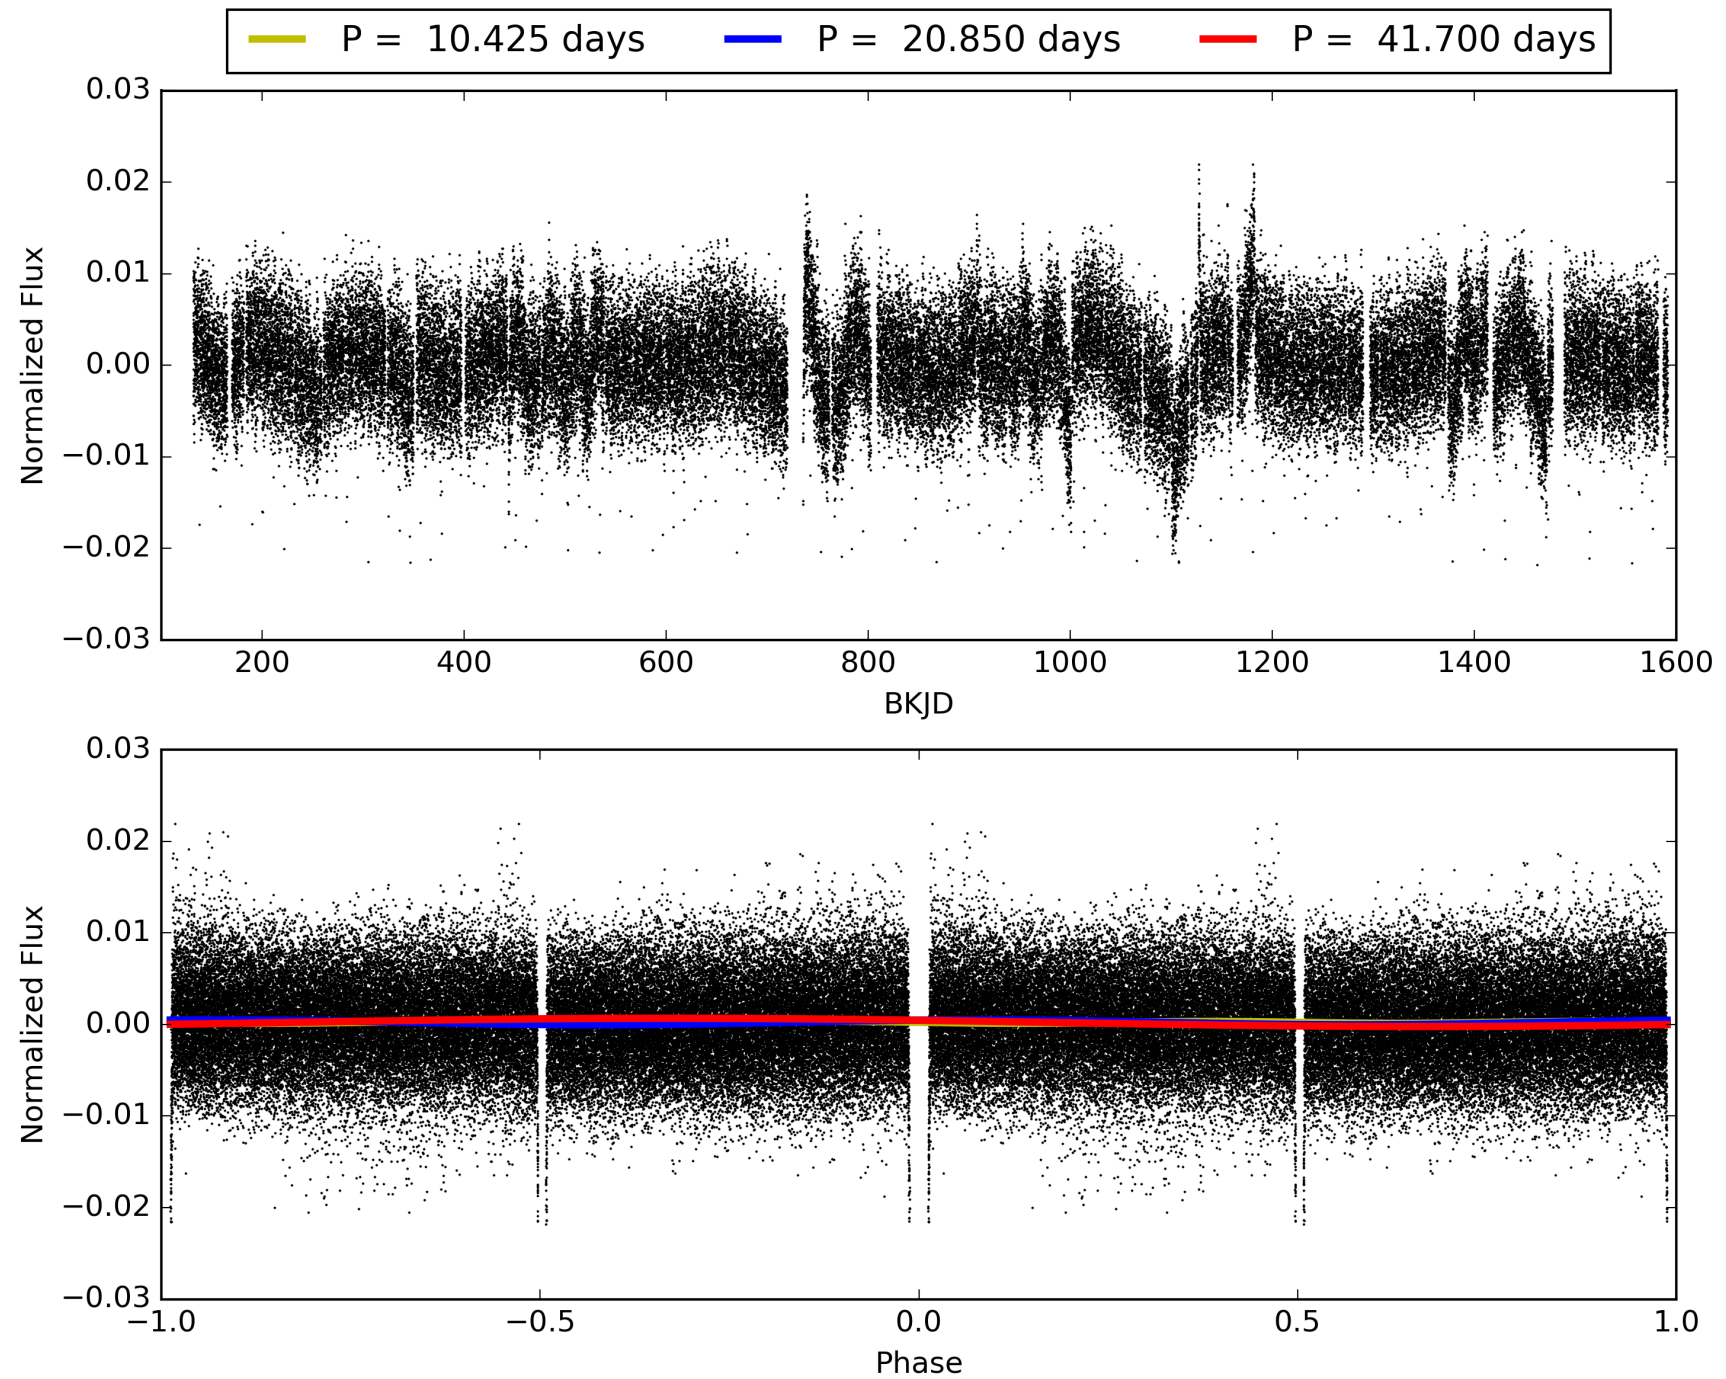 P = 10.425 days P = 20.850 days P = 41.700 days
0.03
0.02
0.01
0.00
−0.01
−0.02
−0.03
Normalized Flux
200 400 600 800 1000 1200 1400 1600
BKJD
0.03
0.02
0.01
0.00
−0.01
−0.02
−0.03
Normalized Flux
−1.0 −0.5 0.0 0.5 1.0
Phase